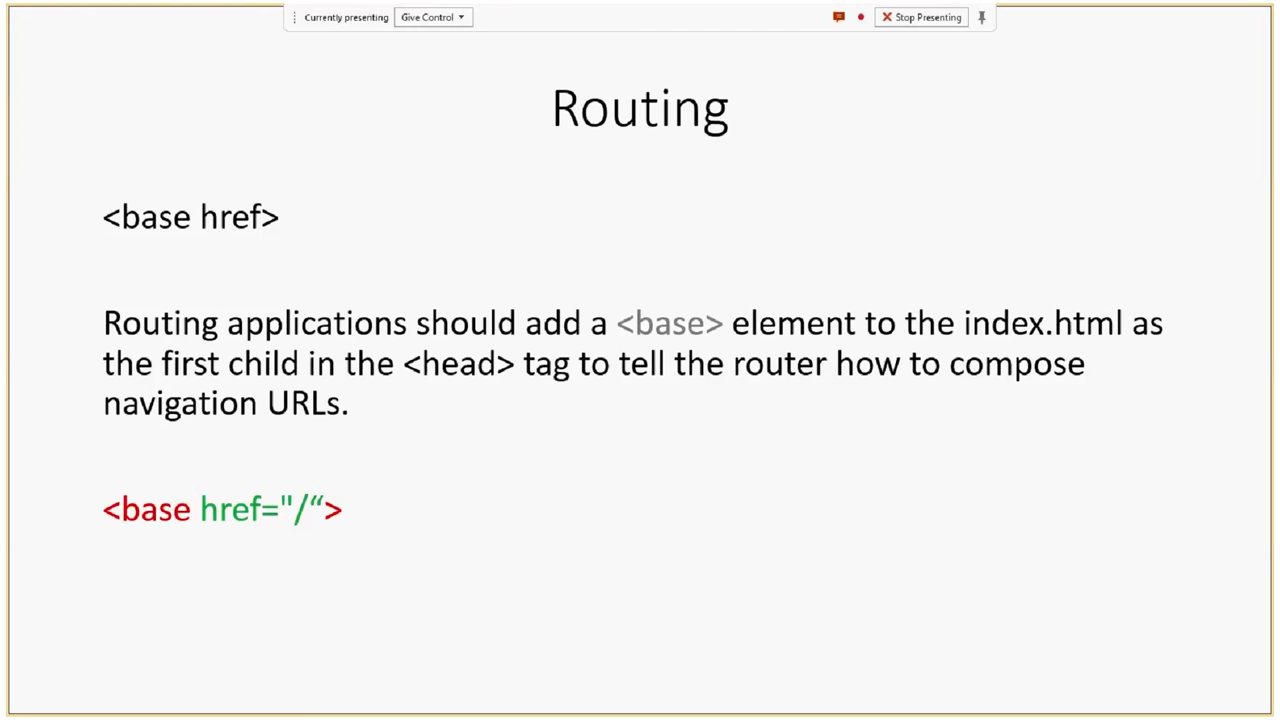 Currently presenting Give Control Stop Presenting
Routing
<base href>
Routing applications should add a <base> element to the index.html as
the first child in the <head> tag to tell the router how to compose
navigation URLs.
<base href="/“>